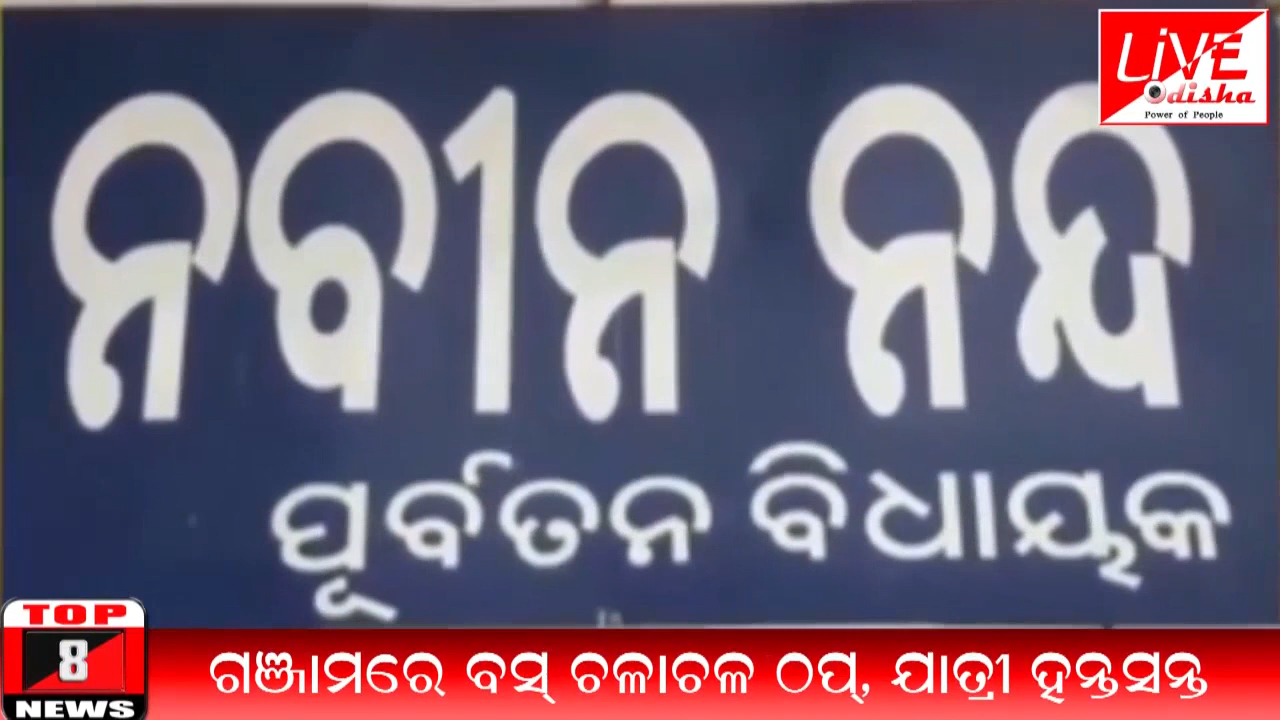 LiVE
Odisha
Power of People
ନବୀନ ନନ୍ଦ
ପୂର୍ବତନ ବିଧାୟକ
TOP
8
NEWS
ଗଞ୍ଜାମରେ ବସ୍ ଚଳାଚଳ ଠପ୍, ଯାତ୍ରୀ ହନ୍ତସନ୍ତ